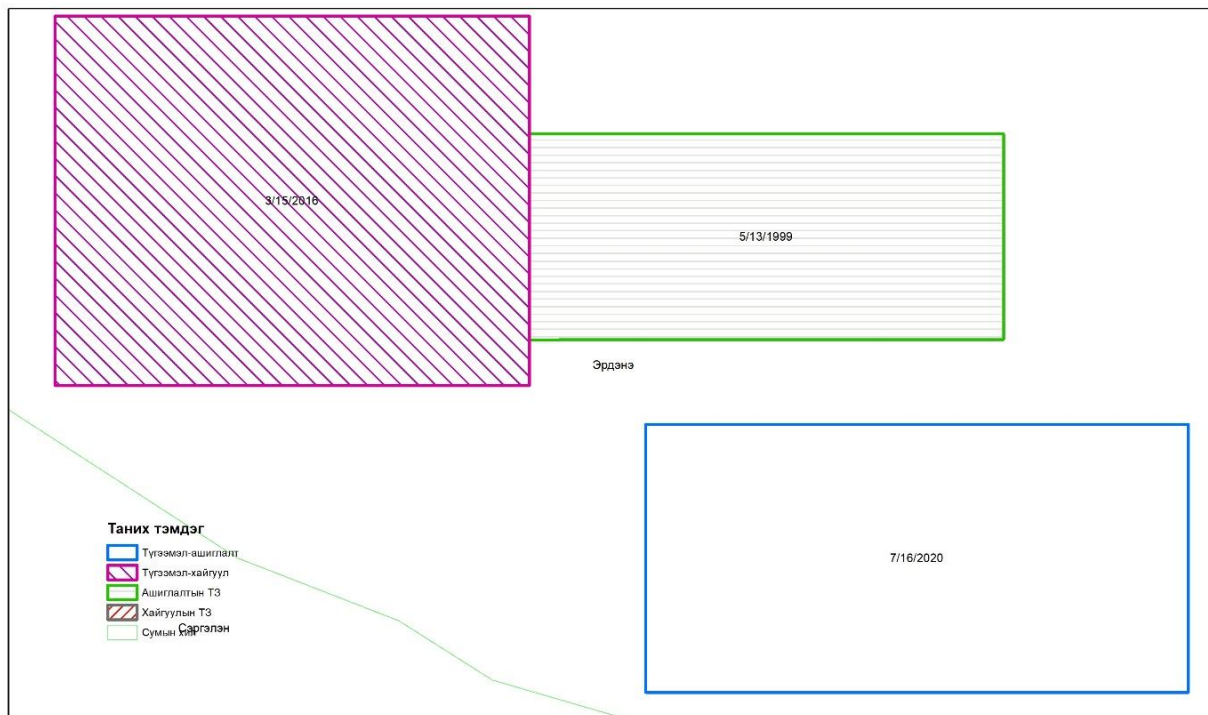 3/15/2016
5/13/1999
Эрдэнэ
7/16/2020
Таних тэмдэг
Түгээмэл-ашиглалт
Түгээмэл-хайгуул
Ашиглалтын ТЗ
Хайгуулын ТЗ
Сэргэлэн
Сумын хил